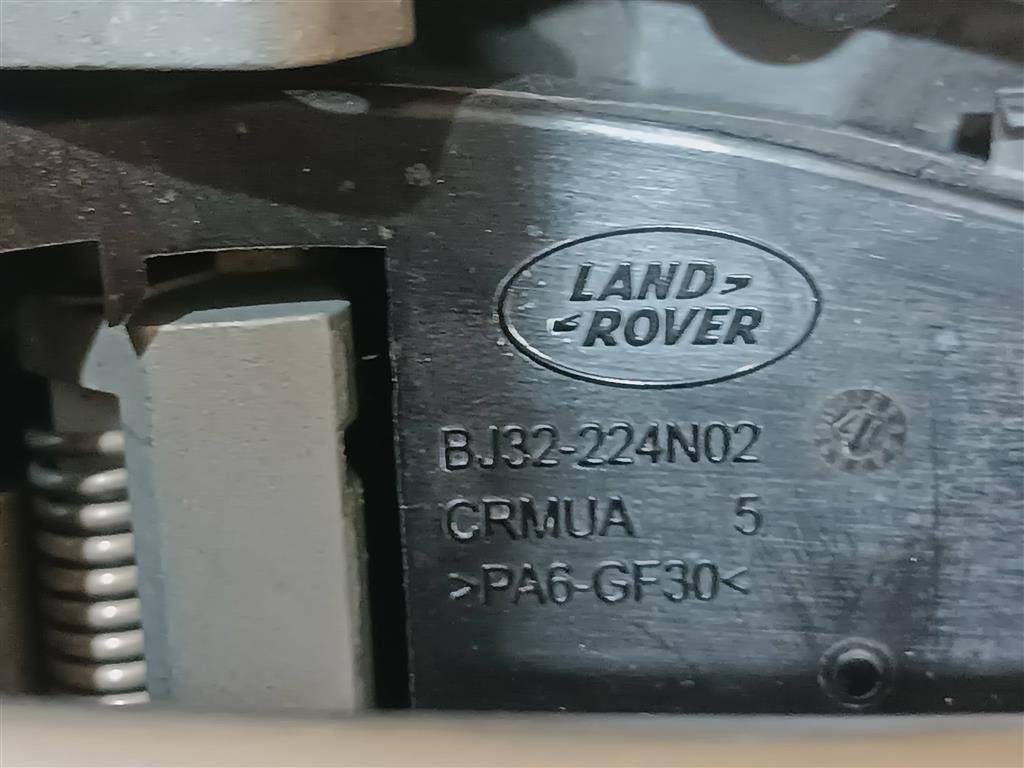 LAND
ROVER
BJ32-224N02
CRMUA 5
>PA6-GF30<